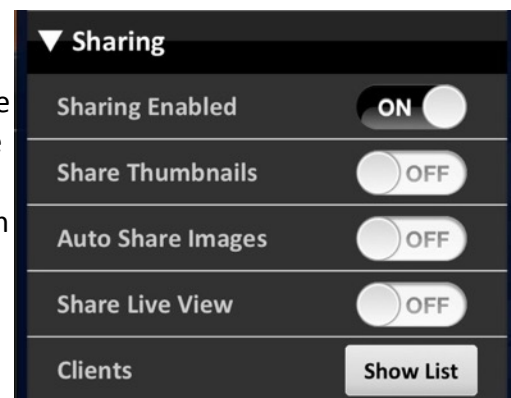 ▼ Sharing
Sharing Enabled ON
Share Thumbnails OFF
Auto Share Images OFF
Share Live View OFF
Clients Show List